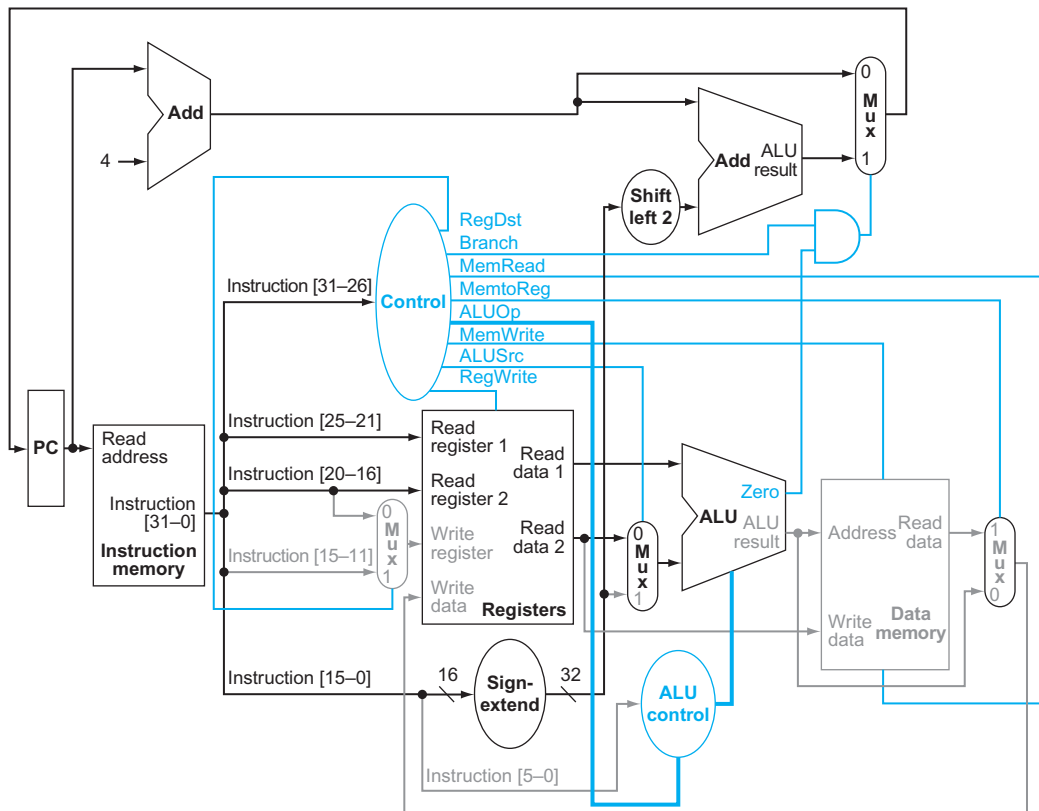 Add
4
0
M
u
x
1
Add
ALU
result
Shift
left 2
RegDst
Branch
MemRead
MemtoReg
ALUOp
MemWrite
ALUSrc
RegWrite
Control
Instruction [31–26]
Instruction [25–21]
Instruction [20–16]
Instruction [15–11]
Instruction [15–0]
Instruction [5–0]
PC
Read
address
Instruction
[31–0]
Instruction
memory
0
M
u
x
1
Read
register 1
Read
register 2
Write
register
Write
data
Read
data 1
Read
data 2
Registers
16
Sign-
extend
32
0
M
u
x
1
Zero
ALU
ALU
result
ALU
control
Address
Read
data
Write
data
Data
memory
1
M
u
x
0